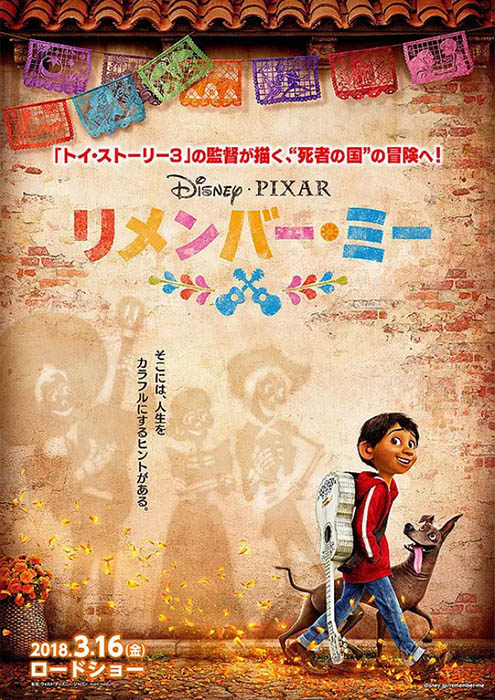 「トイ・ストーリー3」の監督が描く、“死者の国”の冒険へ!
DISNEY・PIXAR
リメンバー・ミー
そこには、人生を
カラフルにするヒントがある。
2018.3.16(金)
ロードショー
disney.jp/rememberme